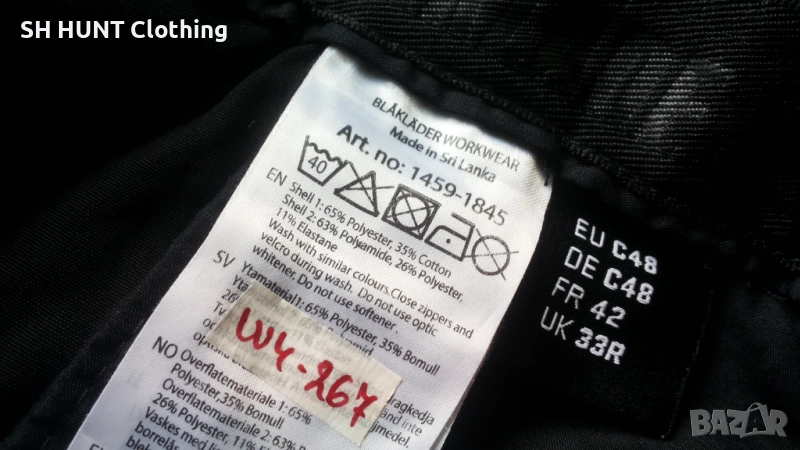 SH HUNT Clothing
BLÅKLÄDER WORKWEAR
Made in Sri Lanka
Art. no: 1459-1845
40
EN Shell 1: 65% Polyester, 35% Cotton
Shell 2: 63% Polyamide, 26% Polyester,
11% Elastane
Wash with similar colours. Close zippers and
velcro during wash. Do not use optic
whitener. Do not use softener.
SV Ytamaterial1: 65% Polyester, 35% Bomull
NO Overflatemateriale 1: 65%
Polyester, 35% Bomull
Overflatemateriale 2: 63%
26% Polyester, 11%
Vaskes med
LW4-267
EU C48
DE C48
FR 42
UK 33R
BAZAR